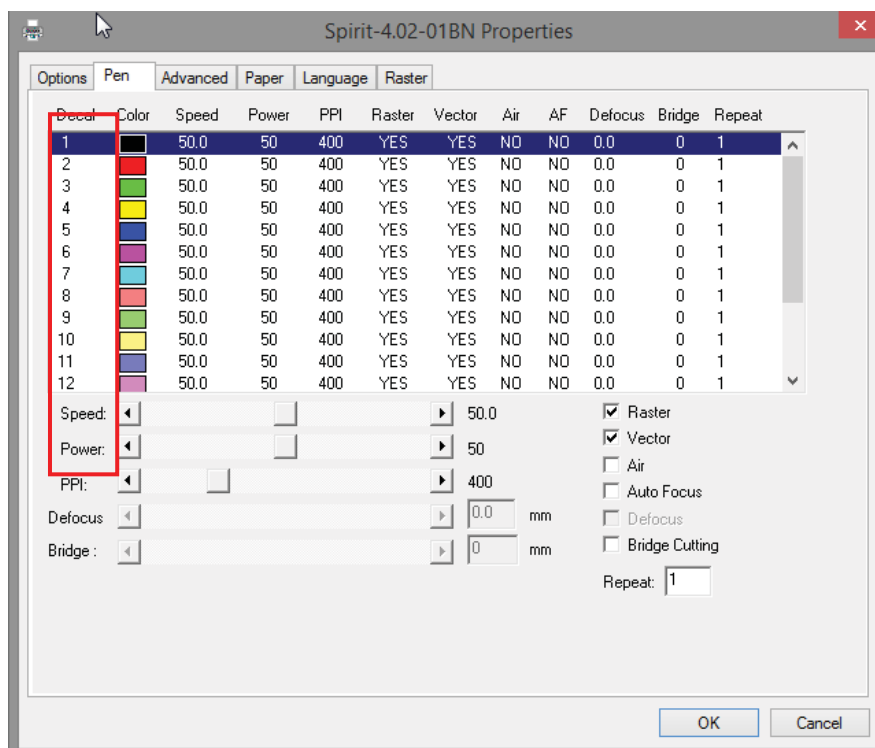 Spirit-4.02-01BN Properties
Options Pen Advanced Paper Language Raster
Decal Color Speed Power PPI Raster Vector Air AF Defocus Bridge Repeat
1 50.0 50 400 YES YES NO NO 0.0 0 1
2 50.0 50 400 YES YES NO NO 0.0 0 1
3 50.0 50 400 YES YES NO NO 0.0 0 1
4 50.0 50 400 YES YES NO NO 0.0 0 1
5 50.0 50 400 YES YES NO NO 0.0 0 1
6 50.0 50 400 YES YES NO NO 0.0 0 1
7 50.0 50 400 YES YES NO NO 0.0 0 1
8 50.0 50 400 YES YES NO NO 0.0 0 1
9 50.0 50 400 YES YES NO NO 0.0 0 1
10 50.0 50 400 YES YES NO NO 0.0 0 1
11 50.0 50 400 YES YES NO NO 0.0 0 1
12 50.0 50 400 YES YES NO NO 0.0 0 1
Speed: 50.0 Raster
Power: 50 Vector
Air
PPI: 400 Auto Focus
Defocus 0.0 mm Defocus
Bridge : 0 mm Bridge Cutting
Repeat: 1
OK Cancel